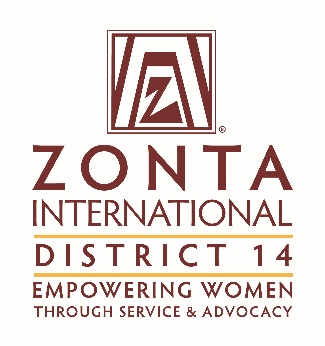 Z
®
ZONTA
INTERNATIONAL
DISTRICT 14
EMPOWERING WOMEN
THROUGH SERVICE & ADVOCACY